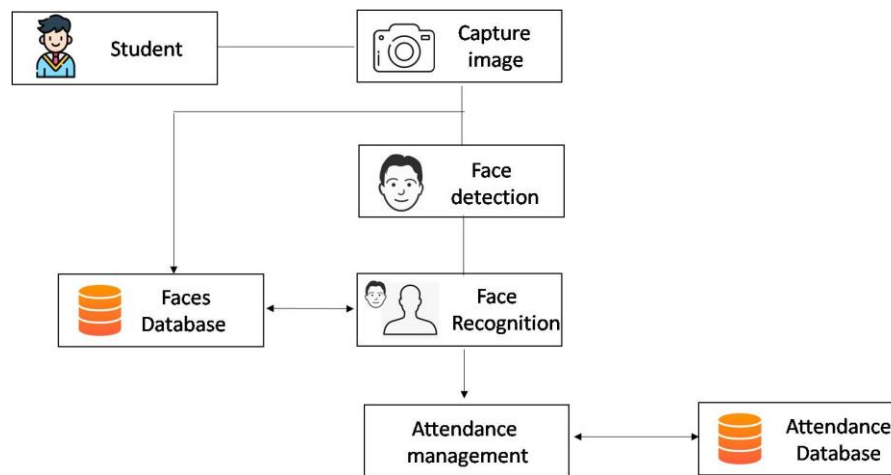 Student
Capture
image
Face
detection
Faces
Database
Face
Recognition
Attendance
management
Attendance
Database